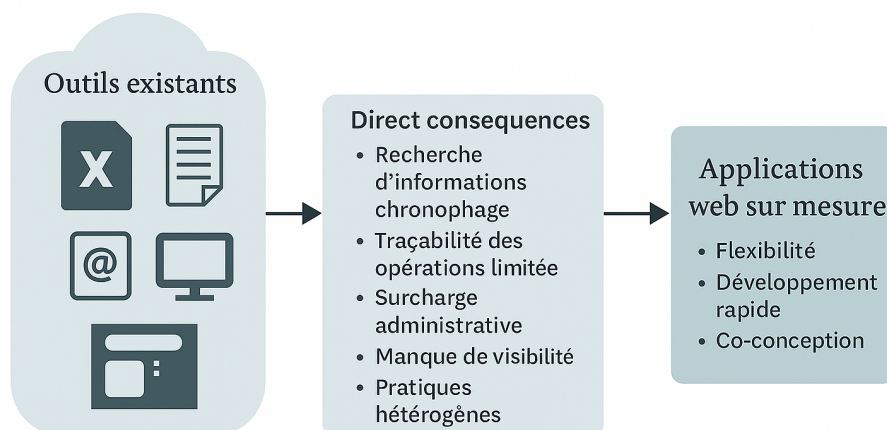 Outils existants
X
@
Direct consequences
• Recherche
d'informations
chronophage
• Traçabilité des
opérations limitée
• Surcharge
administrative
• Manque de visibilité
• Pratiques
hétérogènes
Applications
web sur mesure
• Flexibilité
• Développement
rapide
• Co-conception